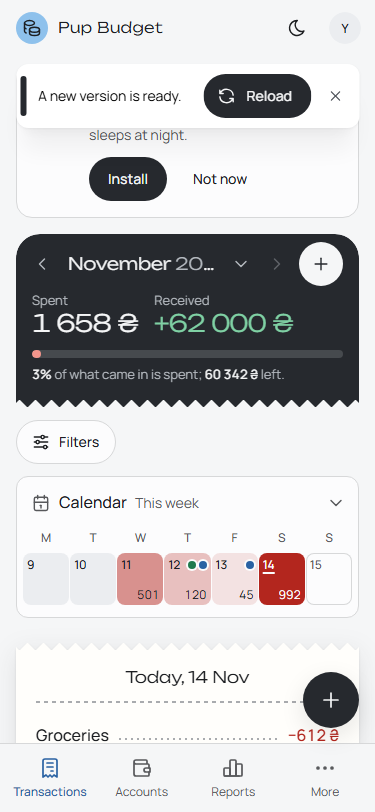 Pup Budget
Y
A new version is ready.
Reload
sleeps at night.
Install
Not now
November 20...
Spent
Received
1 658 ₴
+62 000 ₴
3% of what came in is spent; 60 342 ₴ left.
Filters
Calendar
This week
M T W T F S S
9 10 11 12 13 14 15
501 120 45 992
Today, 14 Nov
Groceries
−612 ₴
Transactions
Accounts
Reports
More